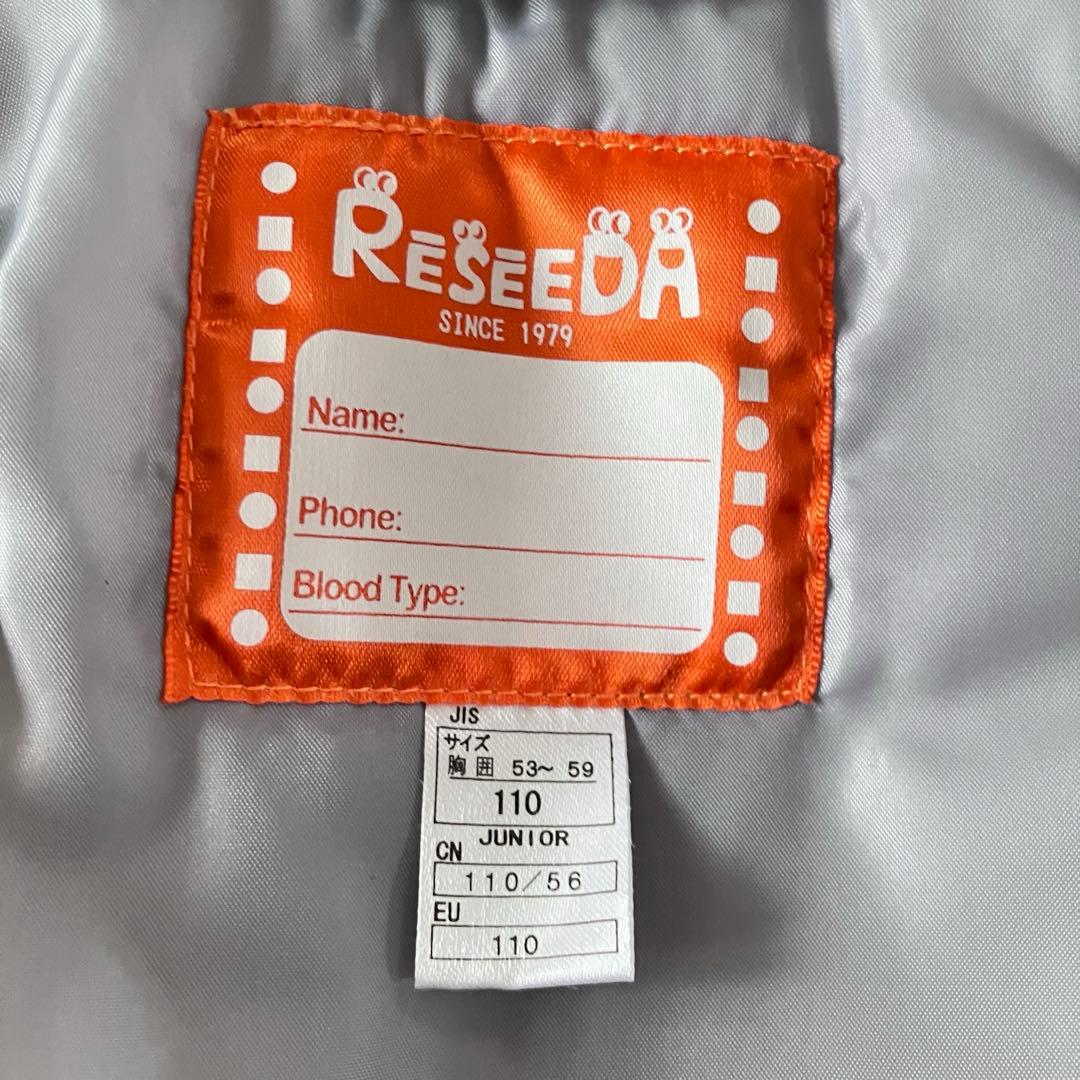 RESEEDA
SINCE 1979
Name:
Phone:
Blood Type:
JIS
サイズ
胸囲 53~ 59
110
JUNIOR
CN
110/56
EU
110